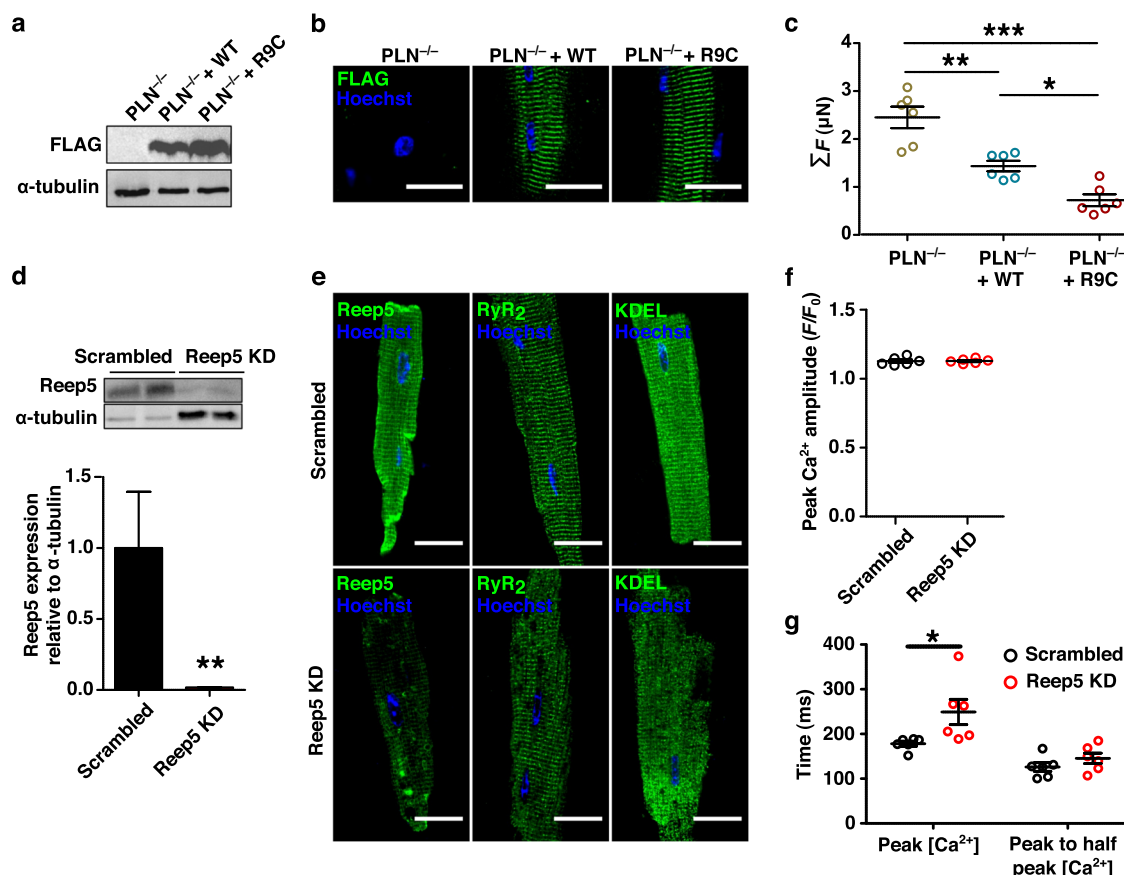 a
PLN–/–
PLN–/– + WT
PLN–/– + R9C
FLAG
α-tubulin
b
PLN–/–
PLN–/– + WT
PLN–/– + R9C
FLAG
Hoechst
c
***
**
*
4
3
2
1
0
∑F (μN)
PLN–/–
PLN–/–
+ WT
PLN–/–
+ R9C
d
Scrambled
Reep5 KD
Reep5
α-tubulin
Reep5 expression
relative to α-tubulin
1.5
1.0
0.5
0.0
**
Scrambled
Reep5 KD
e
Scrambled
Reep5
Hoechst
RyR2
Hoechst
KDEL
Hoechst
Reep5 KD
Reep5
Hoechst
RyR2
Hoechst
KDEL
Hoechst
f
Peak Ca2+ amplitude (F/F0)
1.5
1.0
0.5
0.0
Scrambled
Reep5 KD
g
Time (ms)
400
300
200
100
0
*
Scrambled
Reep5 KD
Peak [Ca2+]
Peak to half
peak [Ca2+]